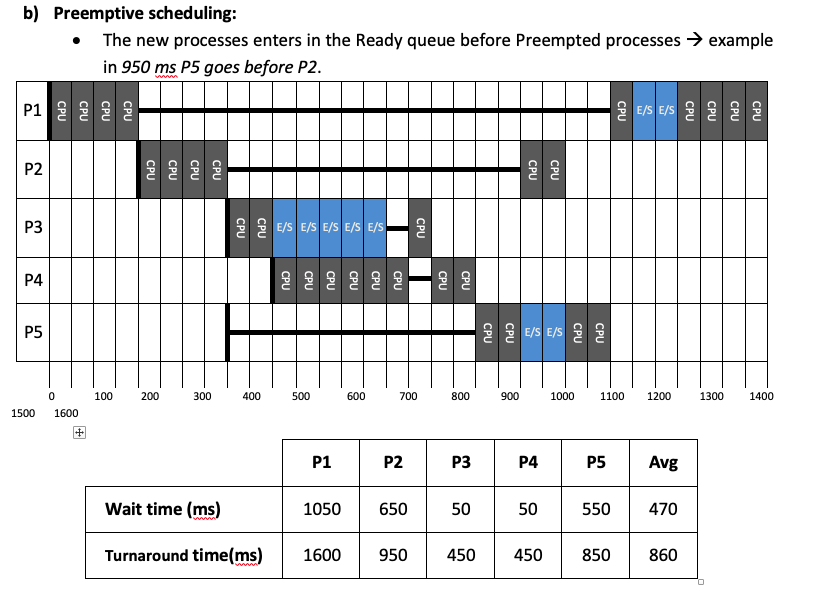 b) Preemptive scheduling:
• The new processes enters in the Ready queue before Preempted processes → example
in 950 ms P5 goes before P2.
P1 CPU CPU CPU CPU CPU E/S E/S CPU CPU CPU CPU
P2 CPU CPU CPU CPU CPU CPU
P3 CPU CPU E/S E/S E/S E/S E/S CPU
P4 CPU CPU CPU CPU CPU CPU CPU CPU
P5 CPU CPU E/S E/S CPU CPU
0 100 200 300 400 500 600 700 800 900 1000 1100 1200 1300 1400
1500 1600
P1 P2 P3 P4 P5 Avg
Wait time (ms) 1050 650 50 50 550 470
Turnaround time(ms) 1600 950 450 450 850 860